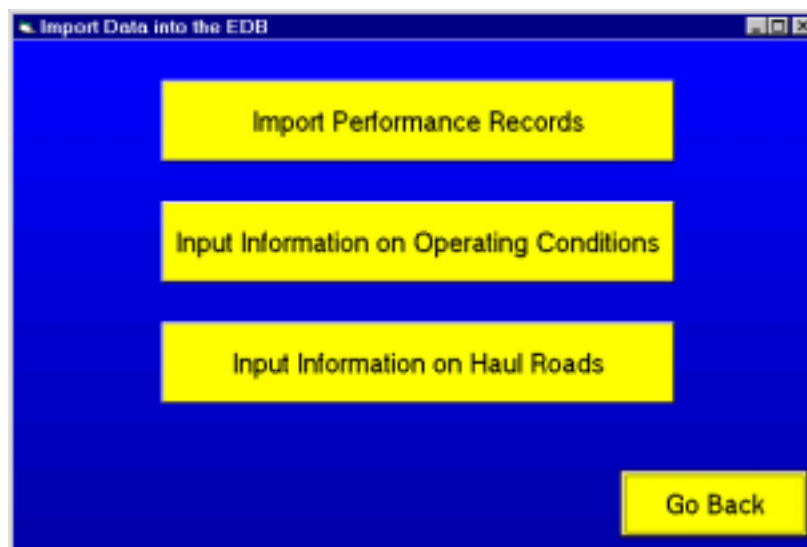 Import Data into the EDB
Import Performance Records
Input Information on Operating Conditions
Input Information on Haul Roads
Go Back